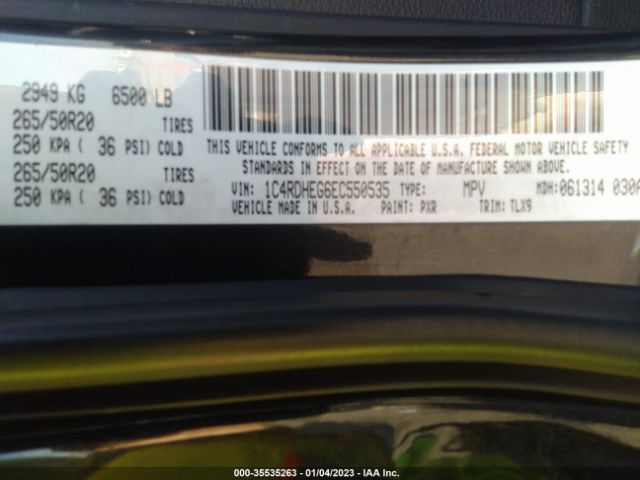 2949 KG 6500 LB
265/50R20 TIRES
250 KPA ( 36 PSI) COLD
265/50R20 TIRES
250 KPA ( 36 PSI) COLD
THIS VEHICLE CONFORMS TO ALL APPLICABLE U.S.A. FEDERAL MOTOR VEHICLE SAFETY
STANDARDS IN EFFECT ON THE DATE OF MANUFACTURE SHOWN ABOVE.
VIN: 1C4RDHEG6EC550535 TYPE: MPV MDH: 061314 030
VEHICLE MADE IN U.S.A. PAINT: PXR TRIM: TLX9
000-35535263 - 01/04/2023 - IAA Inc.